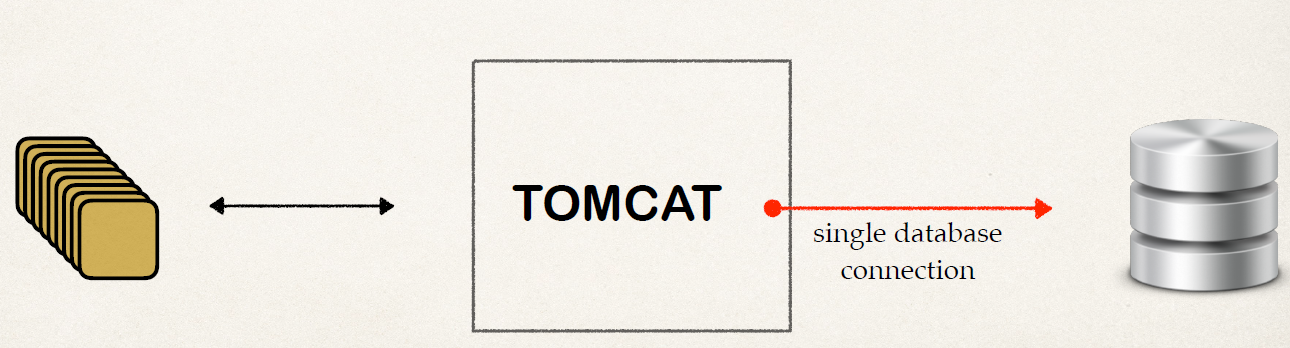 TOMCAT
single database
connection